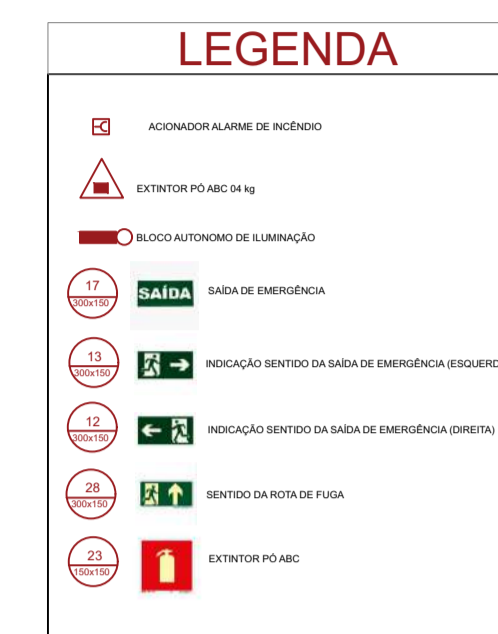 LEGENDA
ACIONADOR ALARME DE INCÊNDIO
EXTINTOR PÓ ABC 04 kg
BLOCO AUTONOMO DE ILUMINAÇÃO
17
300x150
SAÍDA
SAÍDA DE EMERGÊNCIA
13
300x150
INDICAÇÃO SENTIDO DA SAÍDA DE EMERGÊNCIA (ESQUERD
12
300x150
INDICAÇÃO SENTIDO DA SAÍDA DE EMERGÊNCIA (DIREITA)
28
300x150
SENTIDO DA ROTA DE FUGA
23
150x150
EXTINTOR PÓ ABC